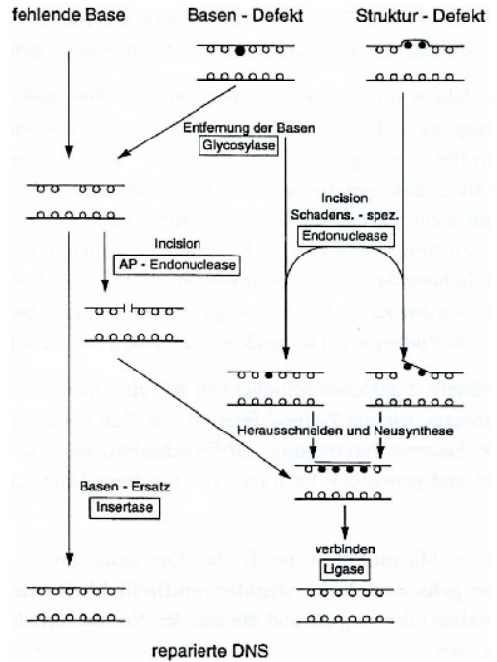 fehlende Base
Basen - Defekt
Struktur - Defekt
Entfernung der Basen
Glycosylase
Incision
Schadens. - spez.
Endonuclease
Incision
AP - Endonuclease
Herausschneiden und Neusynthese
Basen - Ersatz
Insertase
verbinden
Ligase
reparierte DNS